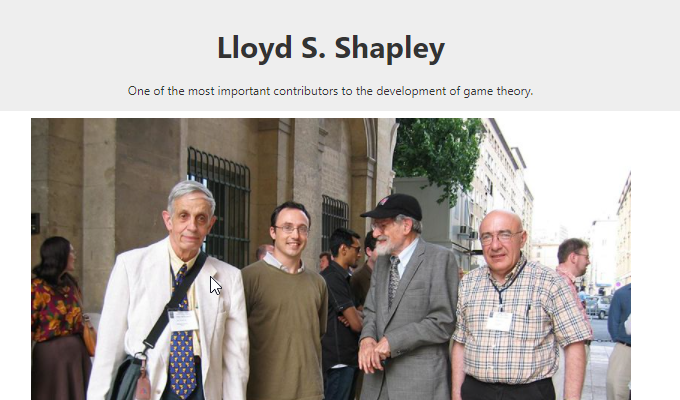 Lloyd S. Shapley
One of the most important contributors to the development of game theory.